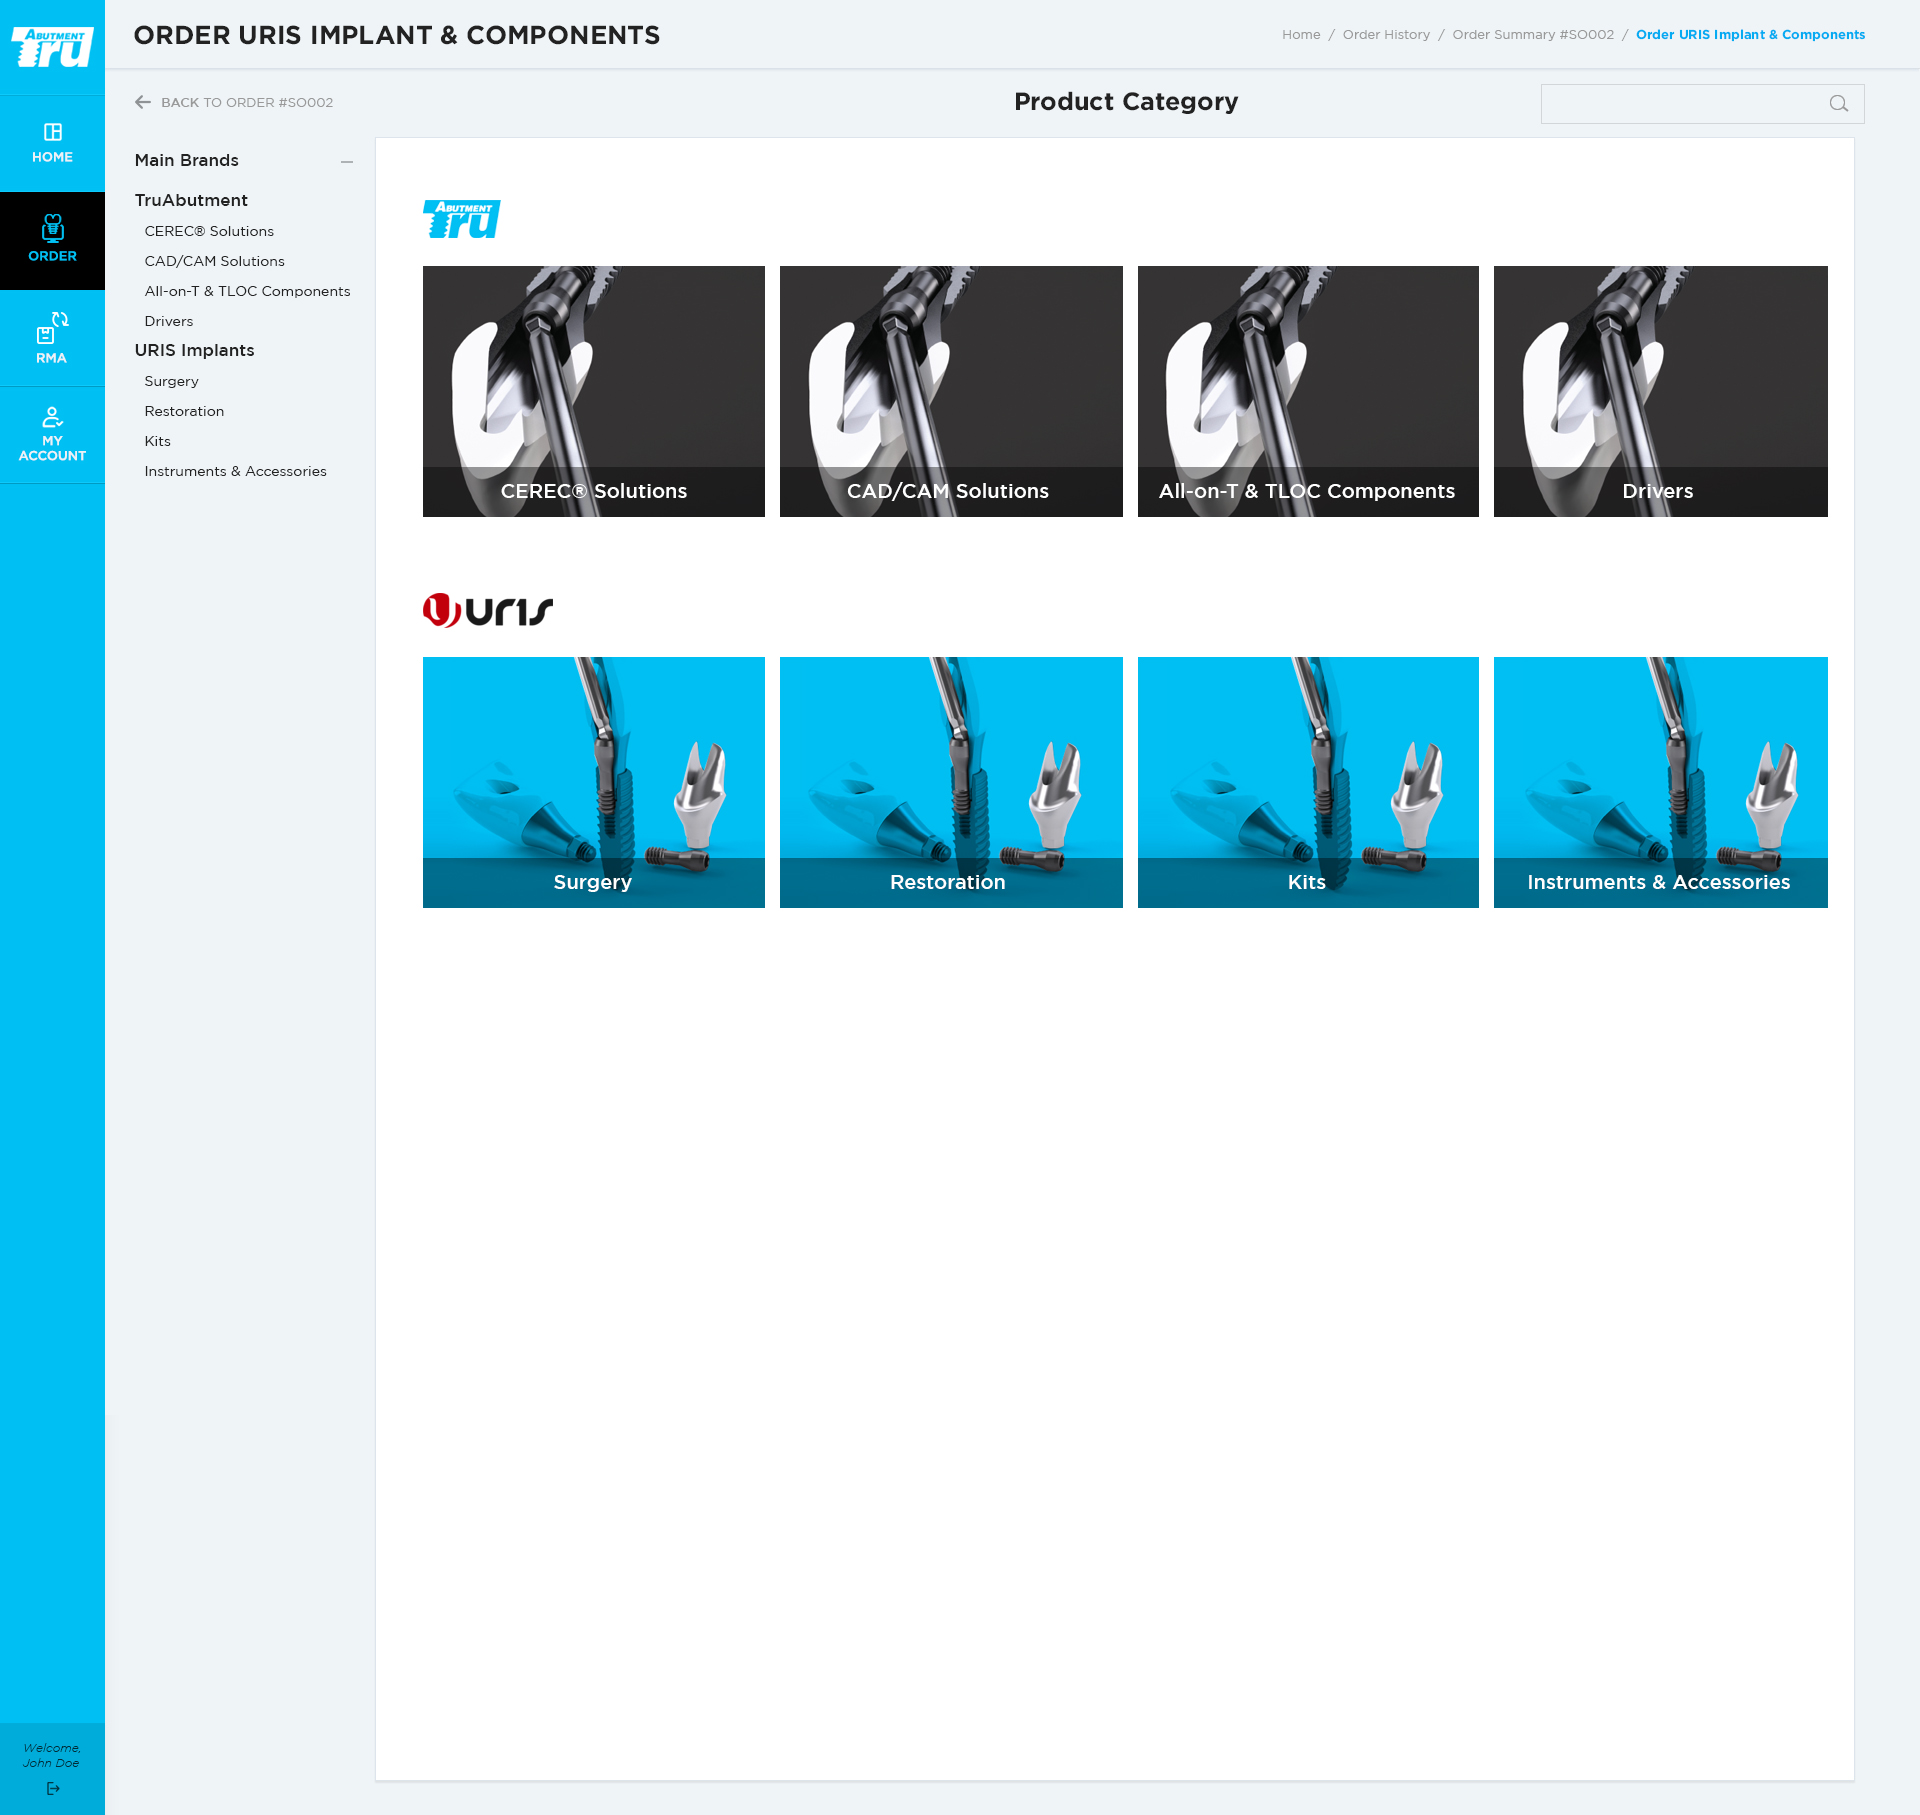 ABUTMENT
Tru
HOME
ORDER
RMA
MY
ACCOUNT
Welcome,
John Doe
ORDER URIS IMPLANT & COMPONENTS
Home / Order History / Order Summary #SO002 / Order URIS Implant & Components
BACK TO ORDER #SO002
Product Category
Main Brands
TruAbutment
CEREC® Solutions
CAD/CAM Solutions
All-on-T & TLOC Components
Drivers
URIS Implants
Surgery
Restoration
Kits
Instruments & Accessories
ABUTMENT
Tru
CEREC® Solutions
CAD/CAM Solutions
All-on-T & TLOC Components
Drivers
uris
Surgery
Restoration
Kits
Instruments & Accessories